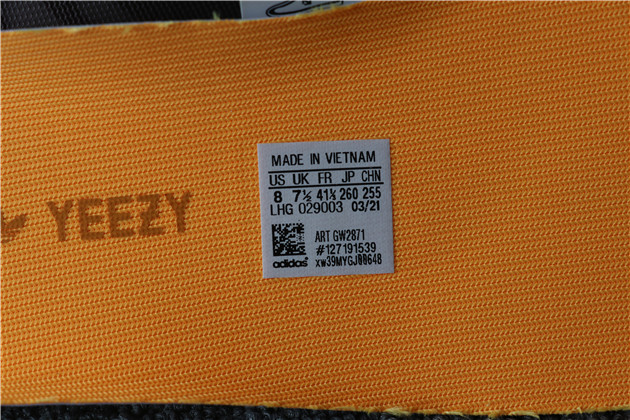 YEEZY
MADE IN VIETNAM
US UK FR JP CHN
8 7½ 41⅓ 260 255
LHG 029003 03/21
ART GW2871
#127191539
adidas xw39MYGJ00648